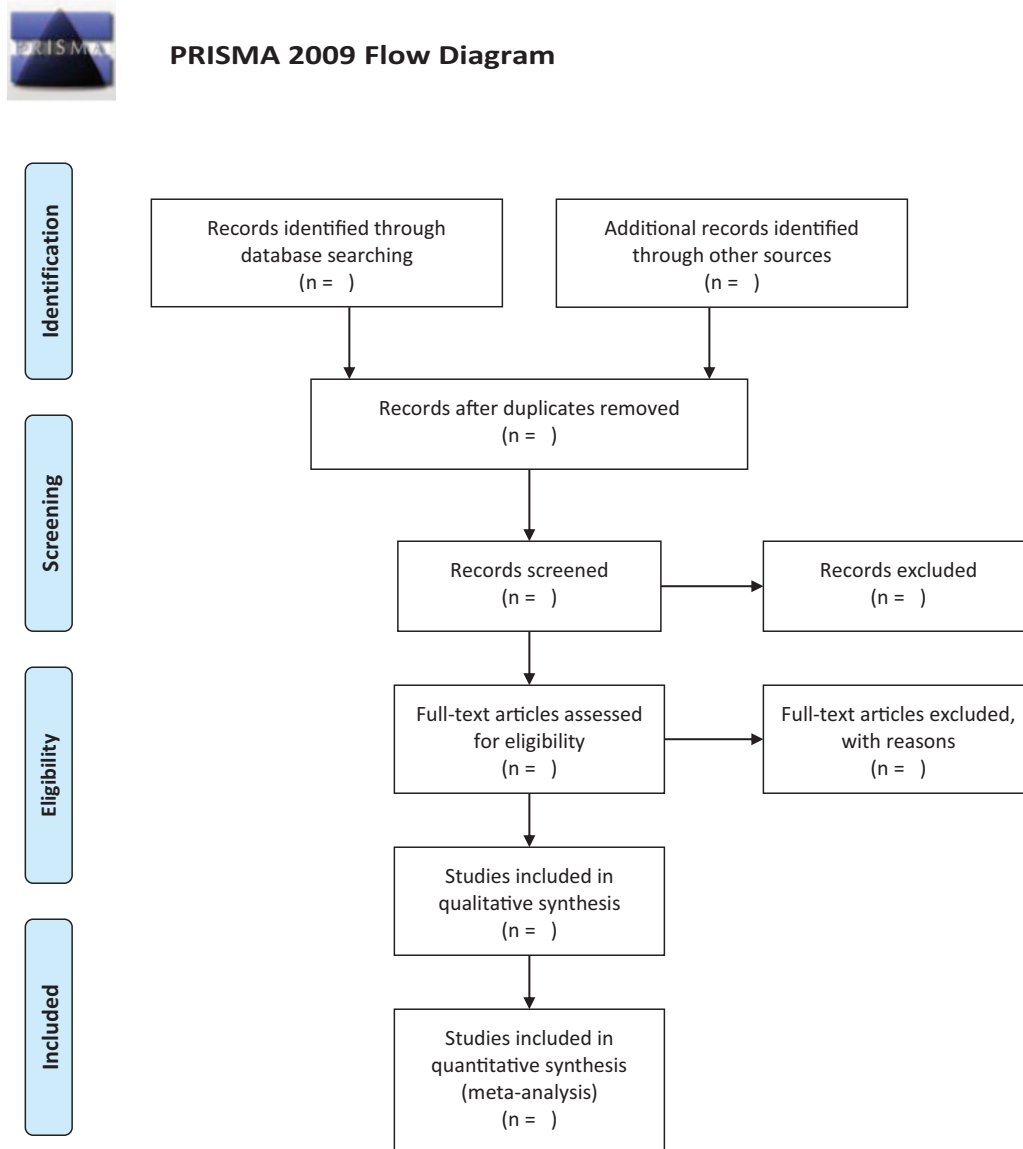 PRISMA
PRISMA 2009 Flow Diagram
Identification
Records identified through
database searching
(n =   )
Additional records identified
through other sources
(n =   )
Records after duplicates removed
(n =   )
Screening
Records screened
(n =   )
Records excluded
(n =   )
Eligibility
Full-text articles assessed
for eligibility
(n =   )
Full-text articles excluded,
with reasons
(n =   )
Included
Studies included in
qualitative synthesis
(n =   )
Studies included in
quantitative synthesis
(meta-analysis)
(n =   )